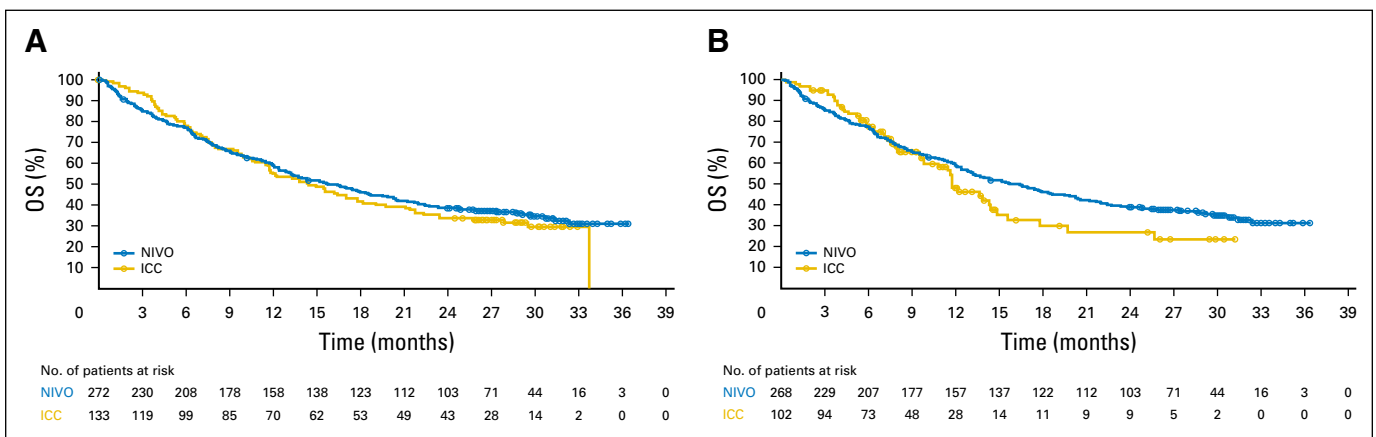 A
OS (%)
100
90
80
70
60
50
40
30
20
10
NIVO
ICC
0 3 6 9 12 15 18 21 24 27 30 33 36 39
Time (months)
No. of patients at risk
NIVO 272 230 208 178 158 138 123 112 103 71 44 16 3 0
ICC 133 119 99 85 70 62 53 49 43 28 14 2 0 0
B
OS (%)
100
90
80
70
60
50
40
30
20
10
NIVO
ICC
0 3 6 9 12 15 18 21 24 27 30 33 36 39
Time (months)
No. of patients at risk
NIVO 268 229 207 177 157 137 122 112 103 71 44 16 3 0
ICC 102 94 73 48 28 14 11 9 9 5 2 0 0 0